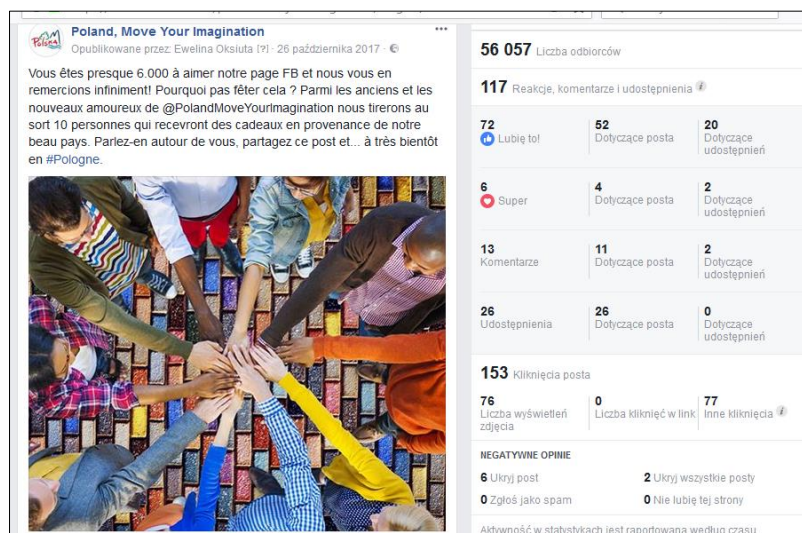 Poland, Move Your Imagination
Opublikowane przez: Ewelina Oksiuta [?] · 26 października 2017 ·
Vous êtes presque 6.000 à aimer notre page FB et nous vous en
remercions infiniment! Pourquoi pas fêter cela ? Parmi les anciens et les
nouveaux amoureux de @PolandMoveYourImagination nous tirerons au
sort 10 personnes qui recevront des cadeaux en provenance de notre
beau pays. Parlez-en autour de vous, partagez ce post et... à très bientôt
en #Pologne.
56 057 Liczba odbiorców
117 Reakcje, komentarze i udostępnienia
72 52 20
Lubię to! Dotyczące posta Dotyczące
udostępnień
6 4 2
Super Dotyczące posta Dotyczące
udostępnień
13 11 2
Komentarze Dotyczące posta Dotyczące
udostępnień
26 26 0
Udostępnienia Dotyczące posta Dotyczące
udostępnień
153 Kliknięcia posta
76 0 77
Liczba wyświetleń Liczba kliknięć w link Inne kliknięcia
zdjęcia
NEGATYWNE OPINIE
6 Ukryj post 2 Ukryj wszystkie posty
0 Zgłoś jako spam 0 Nie lubię tej strony
Aktywność w statystykach jest raportowana według czasu